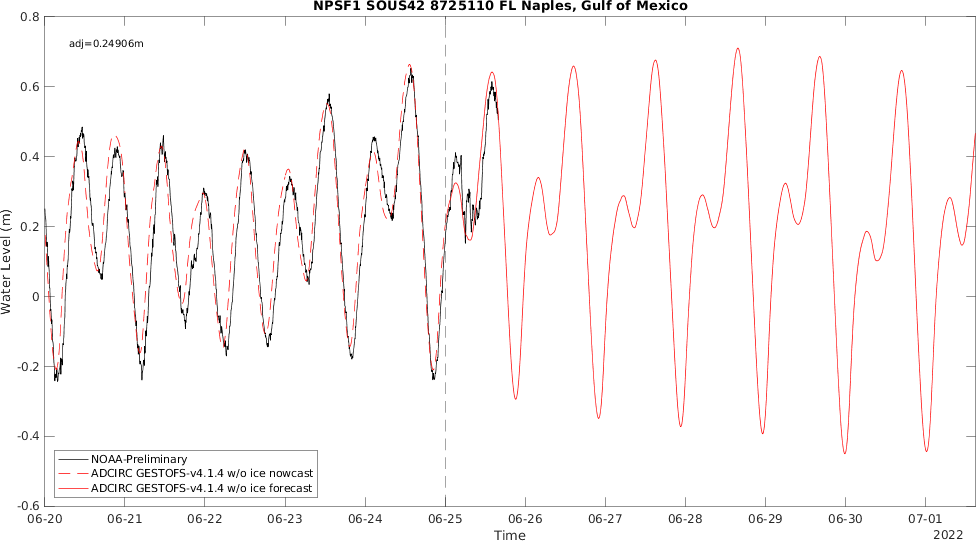 NPSF1 SOUS42 8725110 FL Naples, Gulf of Mexico
adj=0.24906m
0.8
0.6
0.4
0.2
0
-0.2
-0.4
-0.6
Water Level (m)
NOAA-Preliminary
ADCIRC GESTOFS-v4.1.4 w/o ice nowcast
ADCIRC GESTOFS-v4.1.4 w/o ice forecast
06-20 06-21 06-22 06-23 06-24 06-25 06-26 06-27 06-28 06-29 06-30 07-01
Time
2022